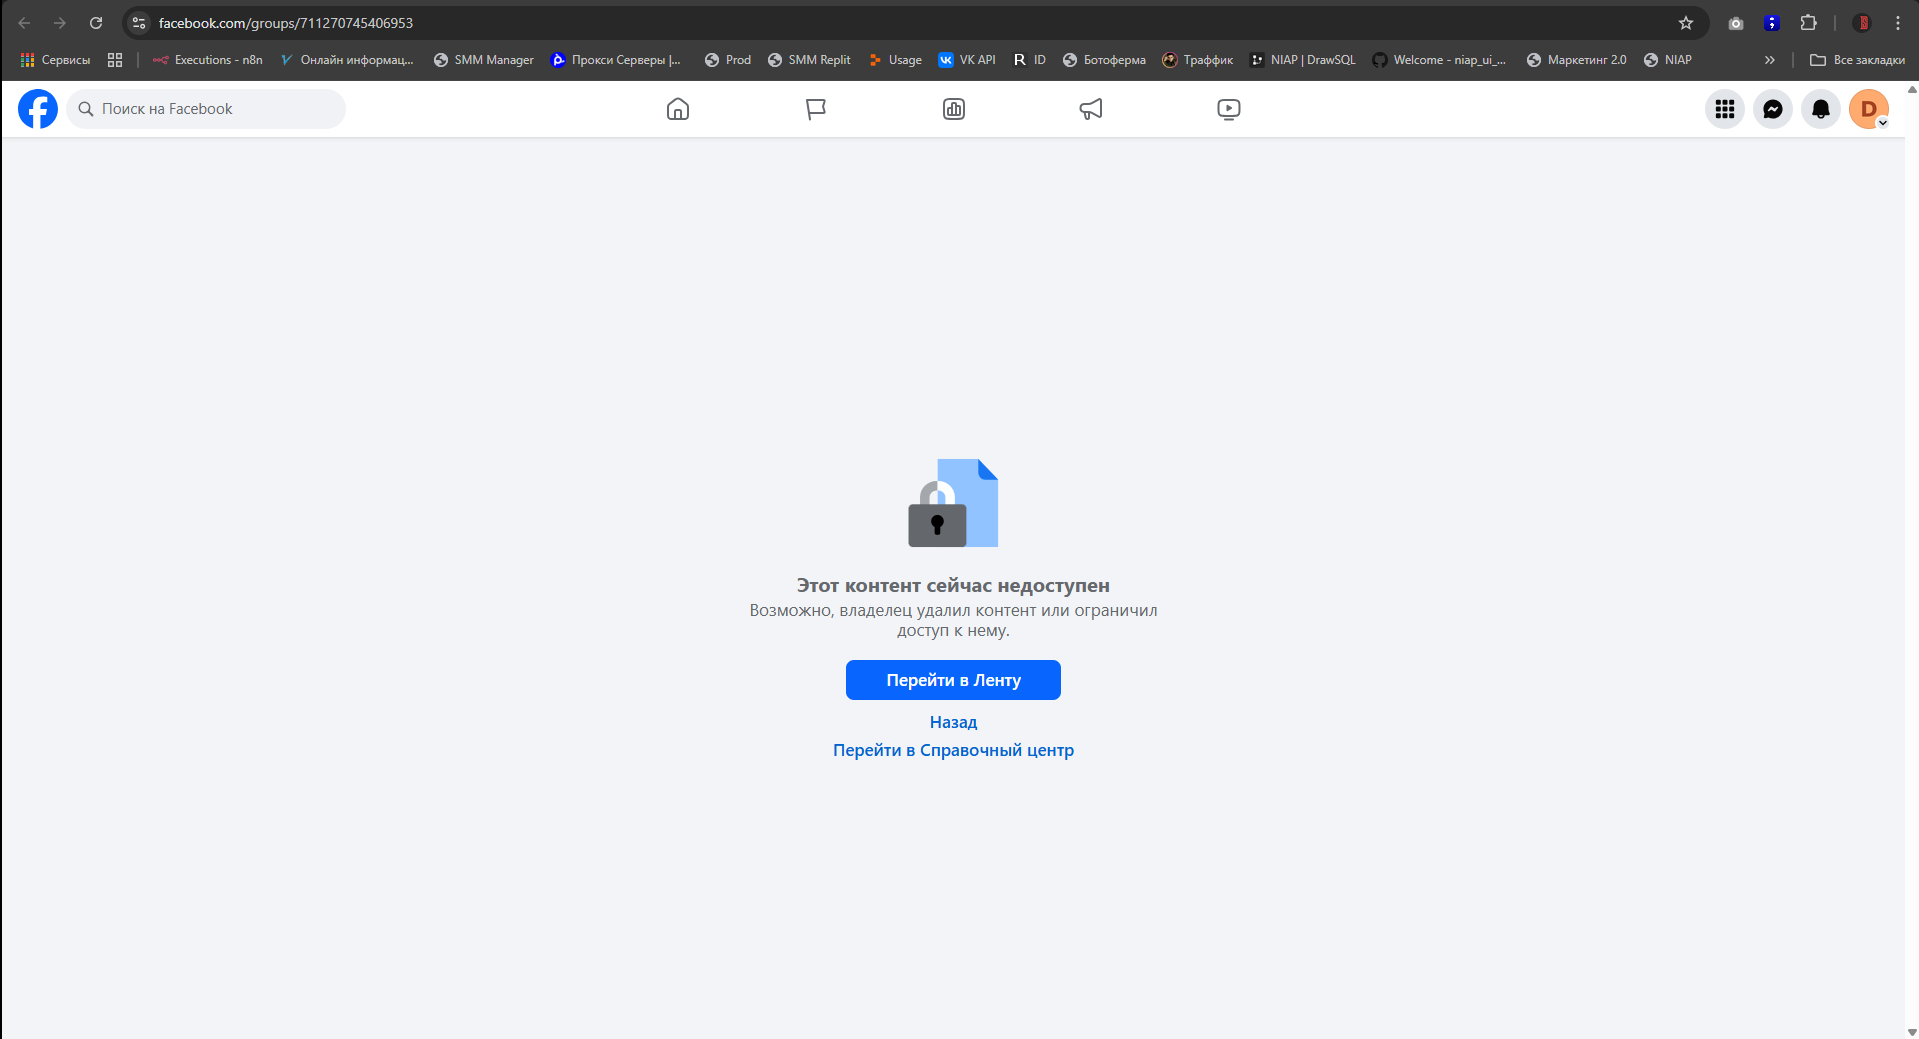 facebook.com/groups/711270745406953
Сервисы
Executions - n8n
Онлайн информац...
SMM Manager
Прокси Серверы |...
Prod
SMM Replit
Usage
VK API
ID
Ботоферма
Траффик
NIAP | DrawSQL
Welcome - niap_ui_...
Маркетинг 2.0
NIAP
Все закладки
Поиск на Facebook
D
Этот контент сейчас недоступен
Возможно, владелец удалил контент или ограничил
доступ к нему.
Перейти в Ленту
Назад
Перейти в Справочный центр